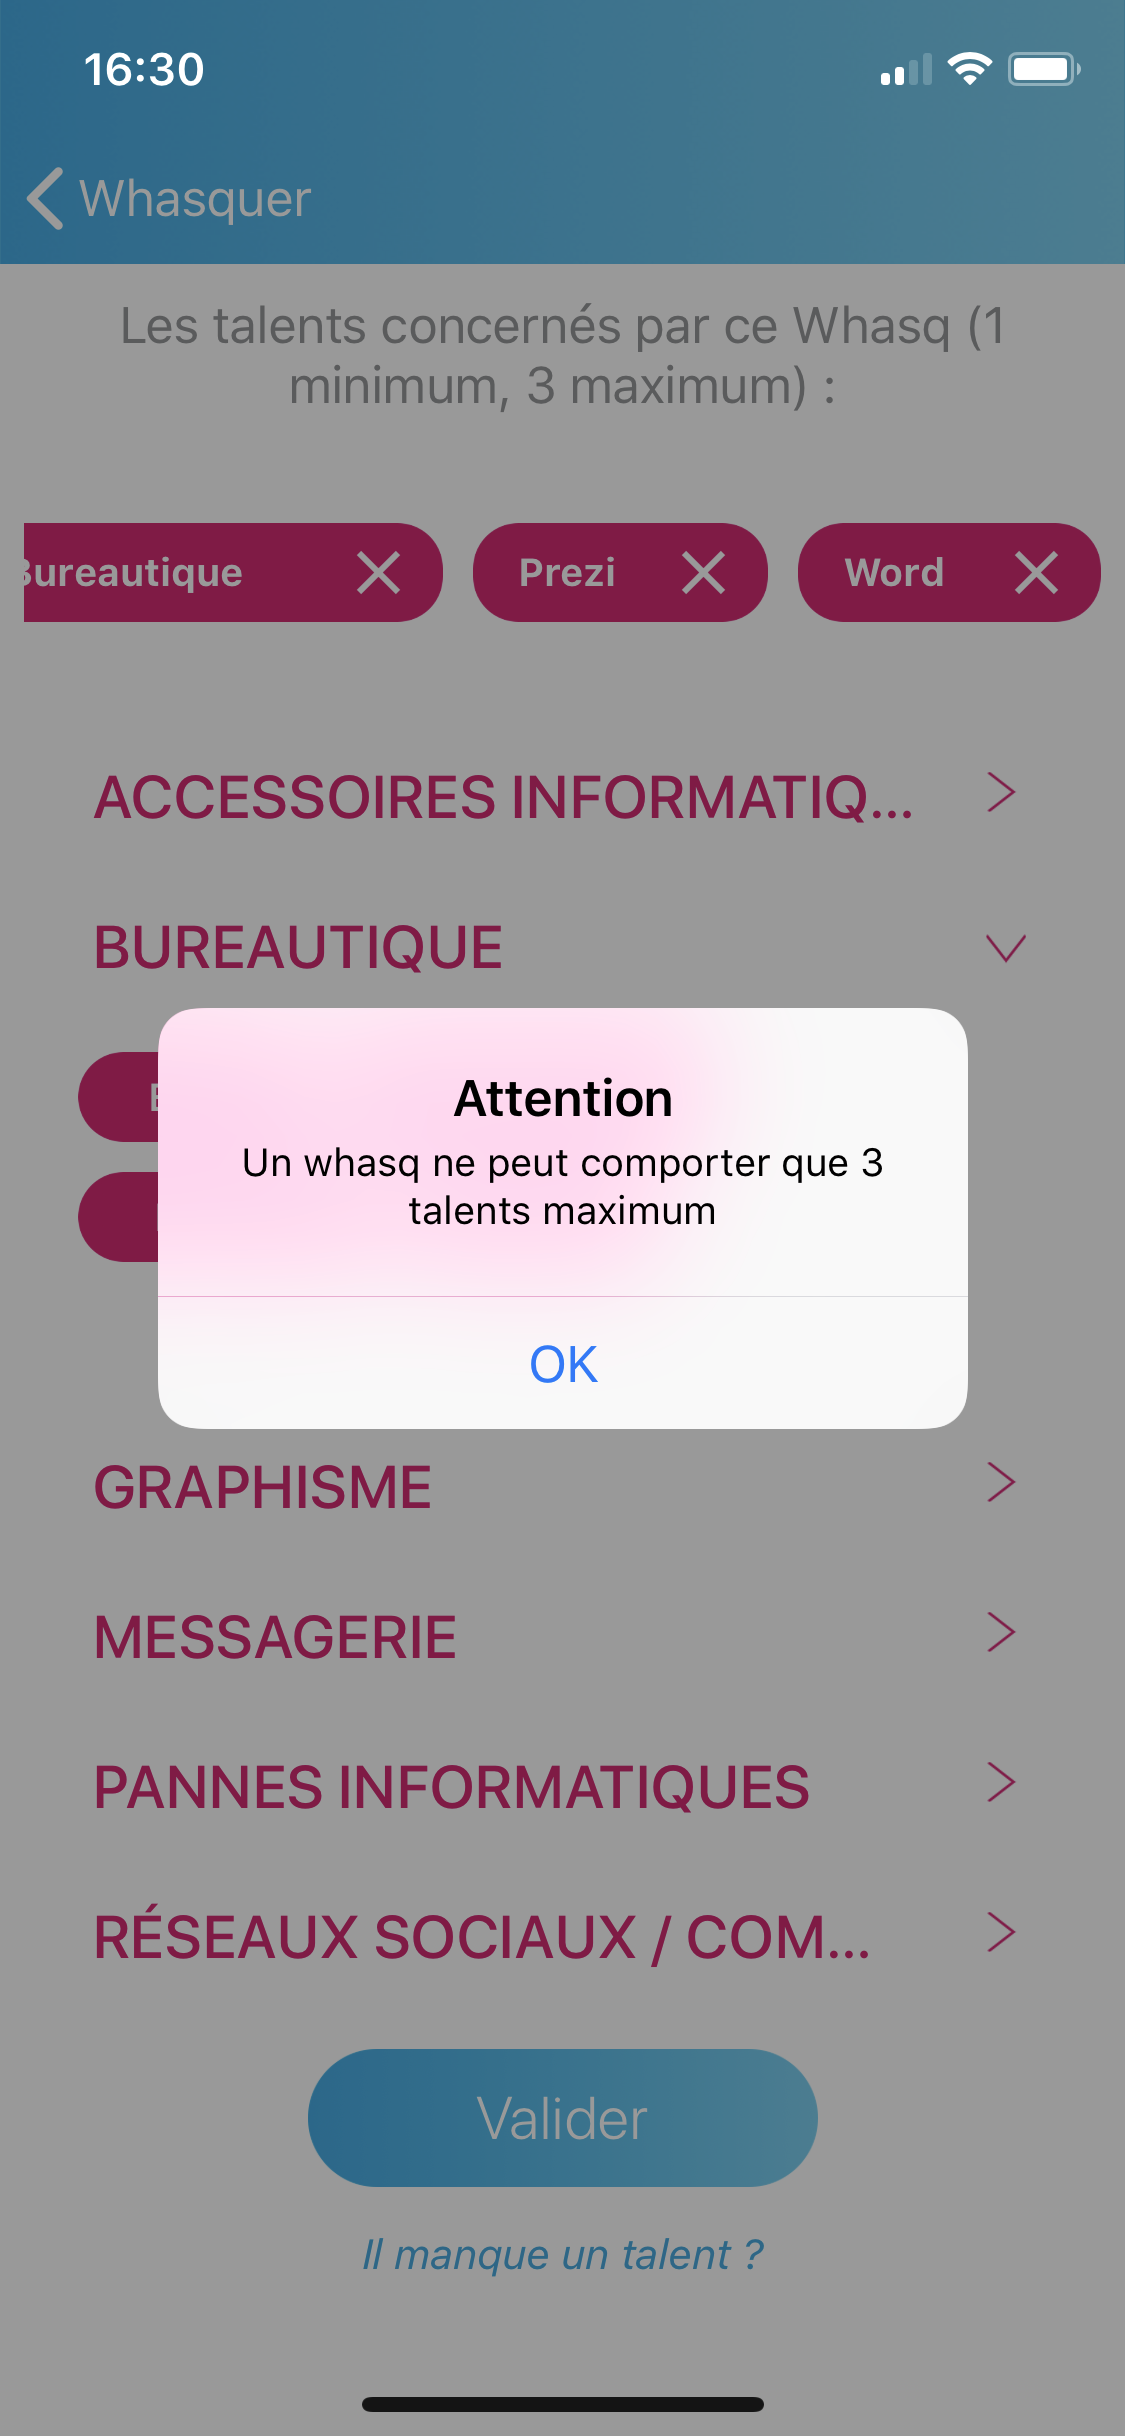 16:30
Whasquer
Les talents concernés par ce Whasq (1
minimum, 3 maximum) :
Bureautique
Prezi
Word
ACCESSOIRES INFORMATIQ...
BUREAUTIQUE
Attention
Un whasq ne peut comporter que 3
talents maximum
OK
GRAPHISME
MESSAGERIE
PANNES INFORMATIQUES
RÉSEAUX SOCIAUX / COM...
Valider
Il manque un talent ?